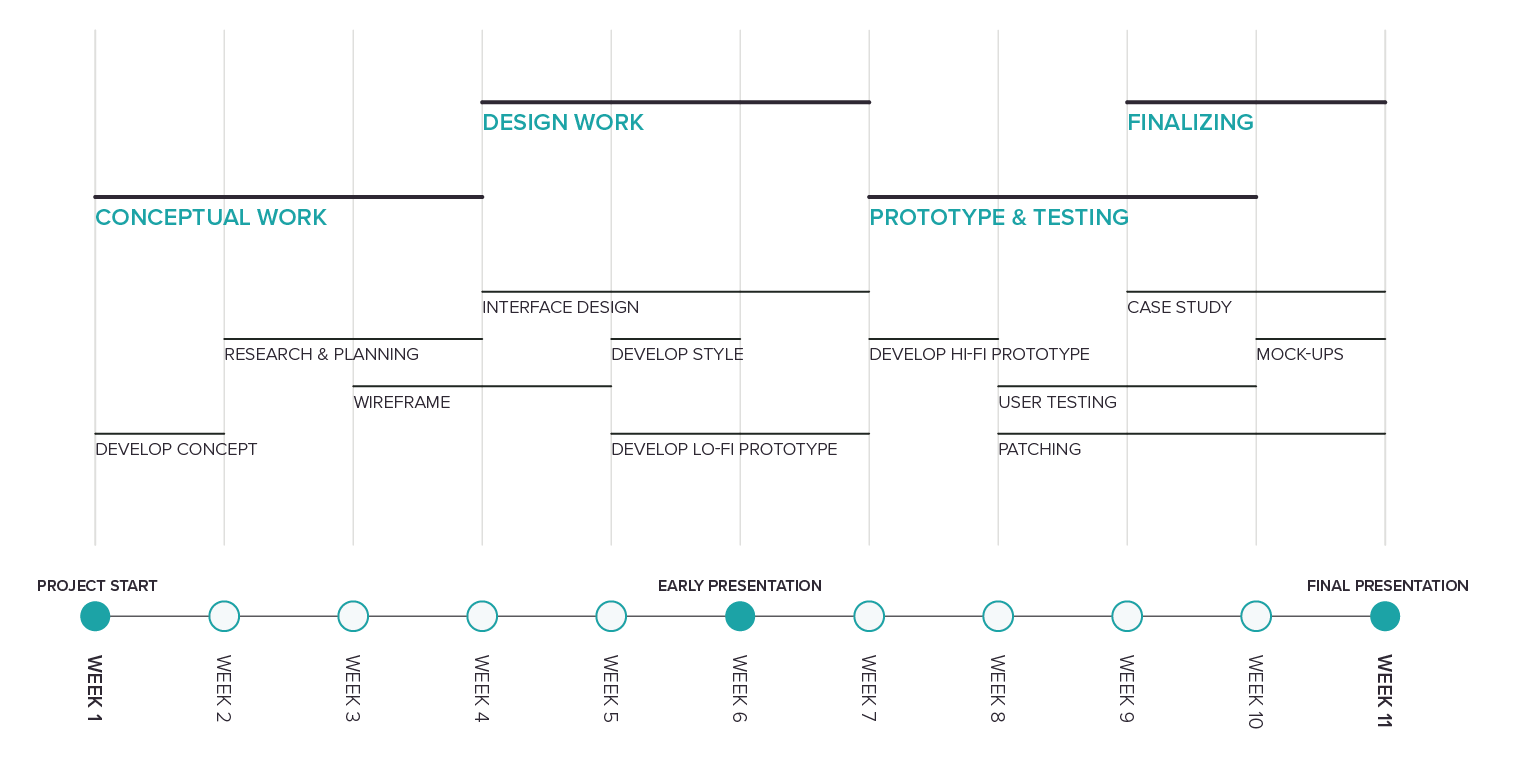 DESIGN WORK
FINALIZING
CONCEPTUAL WORK
PROTOTYPE & TESTING
INTERFACE DESIGN
CASE STUDY
RESEARCH & PLANNING
DEVELOP STYLE
DEVELOP HI-FI PROTOTYPE
MOCK-UPS
WIREFRAME
USER TESTING
DEVELOP CONCEPT
DEVELOP LO-FI PROTOTYPE
PATCHING
PROJECT START
EARLY PRESENTATION
FINAL PRESENTATION
WEEK 1
WEEK 2
WEEK 3
WEEK 4
WEEK 5
WEEK 6
WEEK 7
WEEK 8
WEEK 9
WEEK 10
WEEK 11